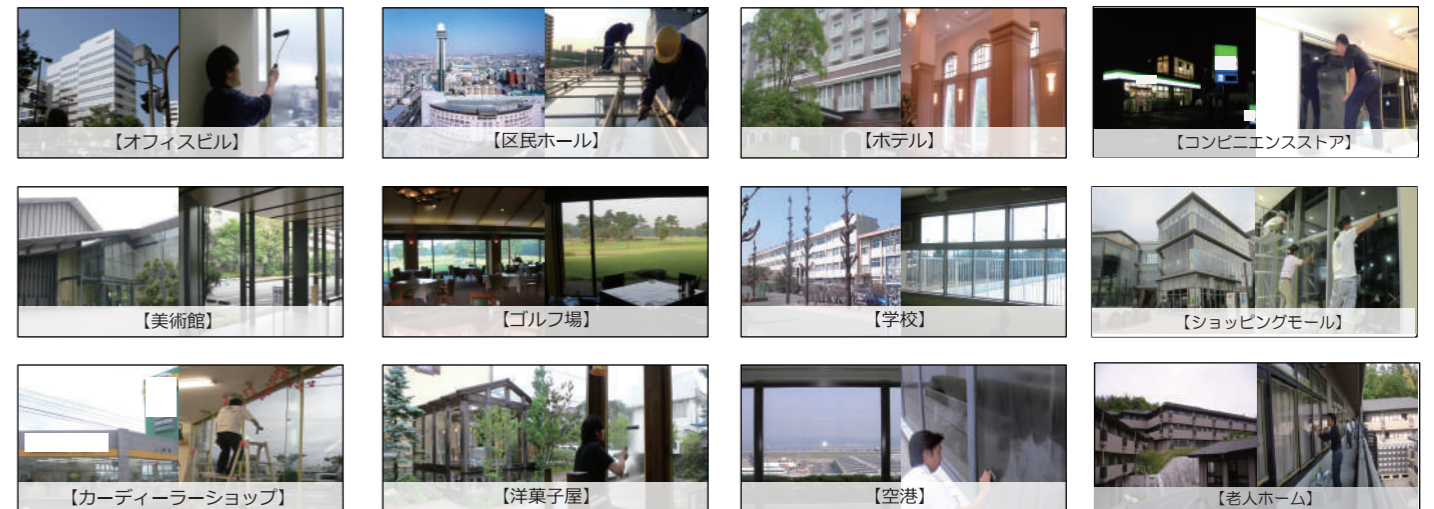 【オフィスビル】
【区民ホール】
【ホテル】
【コンビニエンスストア】
【美術館】
【ゴルフ場】
【学校】
【ショッピングモール】
【カーディーラーショップ】
【洋菓子屋】
【空港】
【老人ホーム】